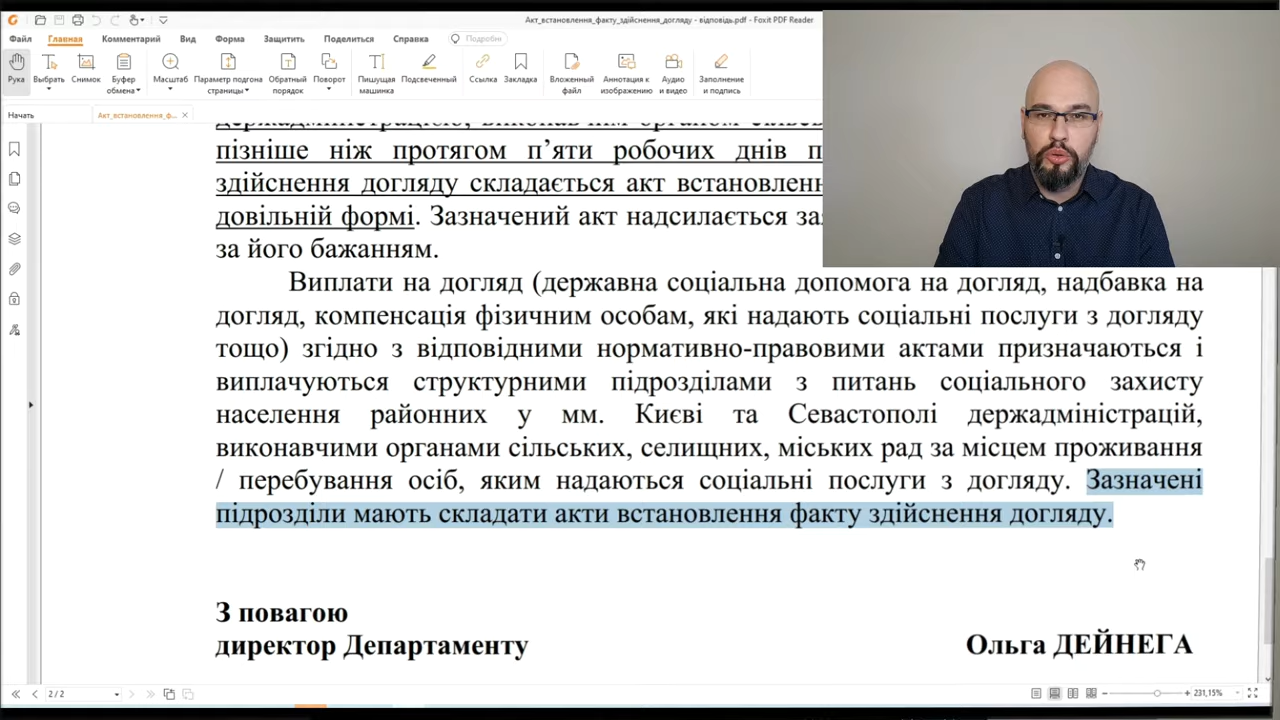 Акт_встановлення_факту_здійснення_догляду - відповідь.pdf - Foxit PDF Reader
Файл Главная Комментарий Вид Форма Защитить Поделиться Справка Подробн
Рука Выбрать Снимок Буфер обмена Масштаб Параметр подгона страницы Обратный порядок Поворот Пишущая машинка Подсвеченный Ссылка Закладка Вложенный файл Аннотация к изображению Аудио и видео Заполнение и подпись
Начать Акт_встановлення_ф...
пізніше ніж протягом п’яти робочих днів п
здійснення догляду складається акт встановленн
довільній формі. Зазначений акт надсилається зая
за його бажанням.
Виплати на догляд (державна соціальна допомога на догляд, надбавка на
догляд, компенсація фізичним особам, які надають соціальні послуги з догляду
тощо) згідно з відповідними нормативно-правовими актами призначаються і
виплачуються структурними підрозділами з питань соціального захисту
населення районних у мм. Києві та Севастополі держадміністрацій,
виконавчими органами сільських, селищних, міських рад за місцем проживання
/ перебування осіб, яким надаються соціальні послуги з догляду. Зазначені
підрозділи мають складати акти встановлення факту здійснення догляду.
З повагою
директор Департаменту Ольга ДЕЙНЕГА
2 / 2 231,15%